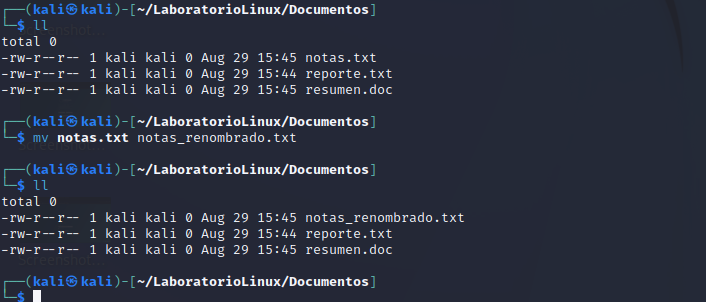 ┌──(kali㉿kali)-[~/LaboratorioLinux/Documentos]
└─$ ll
total 0
-rw-r--r-- 1 kali kali 0 Aug 29 15:45 notas.txt
-rw-r--r-- 1 kali kali 0 Aug 29 15:44 reporte.txt
-rw-r--r-- 1 kali kali 0 Aug 29 15:45 resumen.doc
┌──(kali㉿kali)-[~/LaboratorioLinux/Documentos]
└─$ mv notas.txt notas_renombrado.txt
┌──(kali㉿kali)-[~/LaboratorioLinux/Documentos]
└─$ ll
total 0
-rw-r--r-- 1 kali kali 0 Aug 29 15:45 notas_renombrado.txt
-rw-r--r-- 1 kali kali 0 Aug 29 15:44 reporte.txt
-rw-r--r-- 1 kali kali 0 Aug 29 15:45 resumen.doc
┌──(kali㉿kali)-[~/LaboratorioLinux/Documentos]
└─$